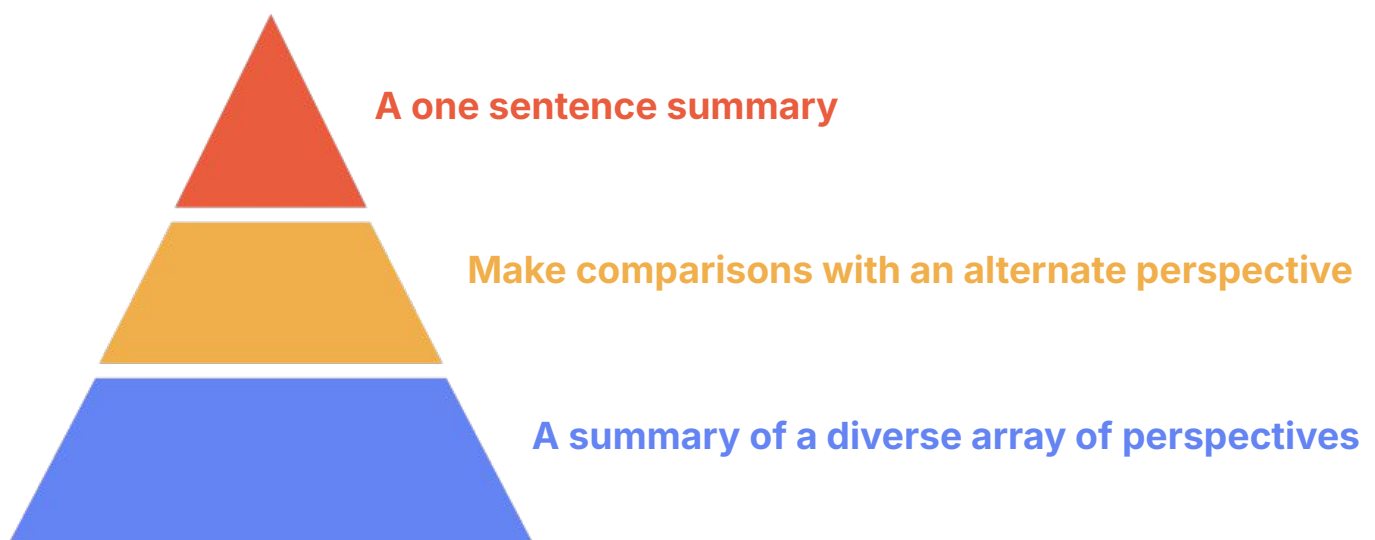 A one sentence summary
Make comparisons with an alternate perspective
A summary of a diverse array of perspectives